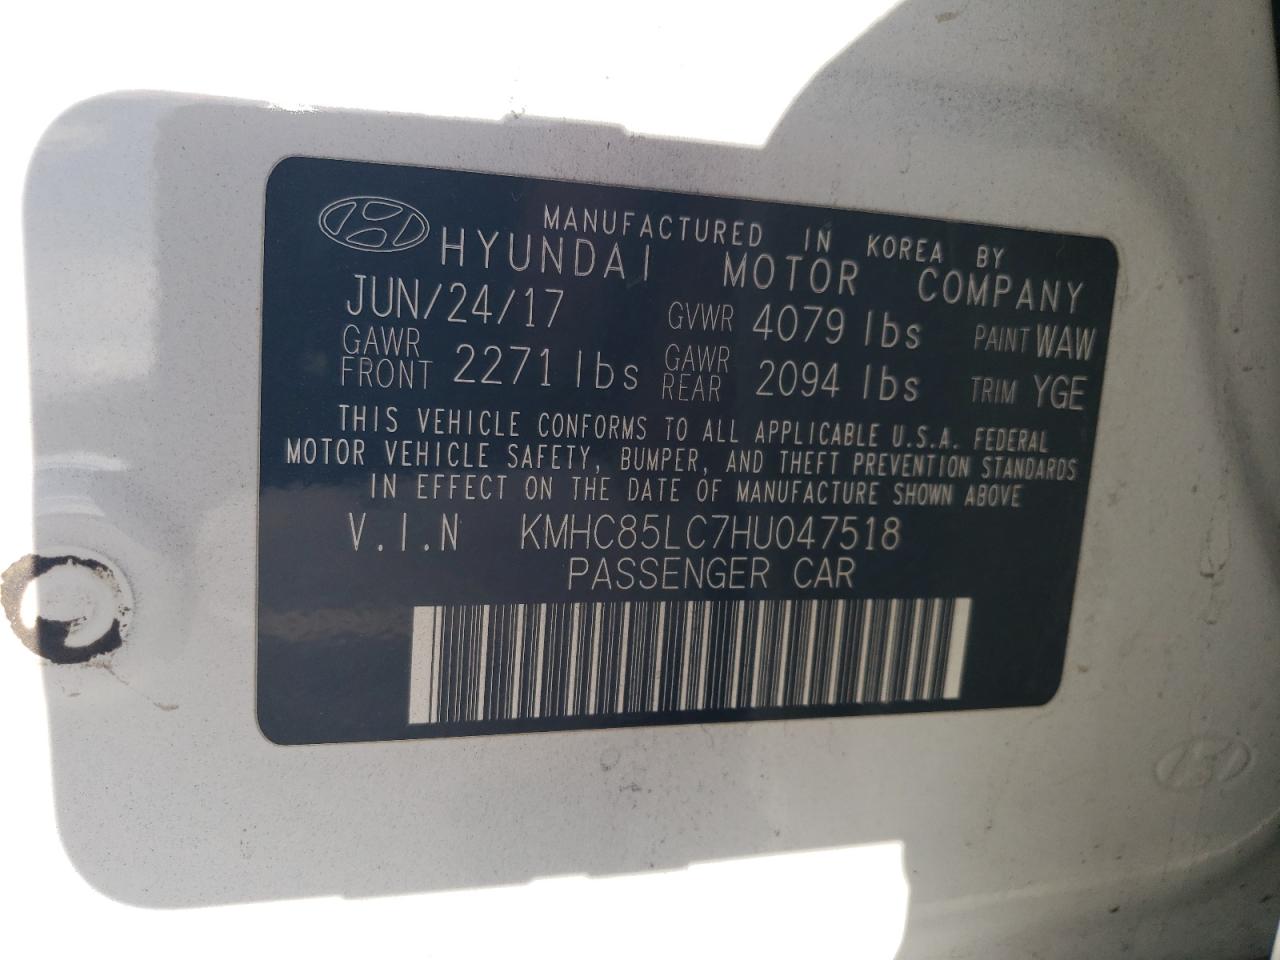 MANUFACTURED IN KOREA BY
HYUNDAI MOTOR COMPANY
JUN/24/17 GVWR 4079 lbs PAINT WAW
GAWR FRONT 2271 lbs GAWR REAR 2094 lbs TRIM YGE
THIS VEHICLE CONFORMS TO ALL APPLICABLE U.S.A. FEDERAL
MOTOR VEHICLE SAFETY, BUMPER, AND THEFT PREVENTION STANDARDS
IN EFFECT ON THE DATE OF MANUFACTURE SHOWN ABOVE
V.I.N KMHC85LC7HU047518
PASSENGER CAR